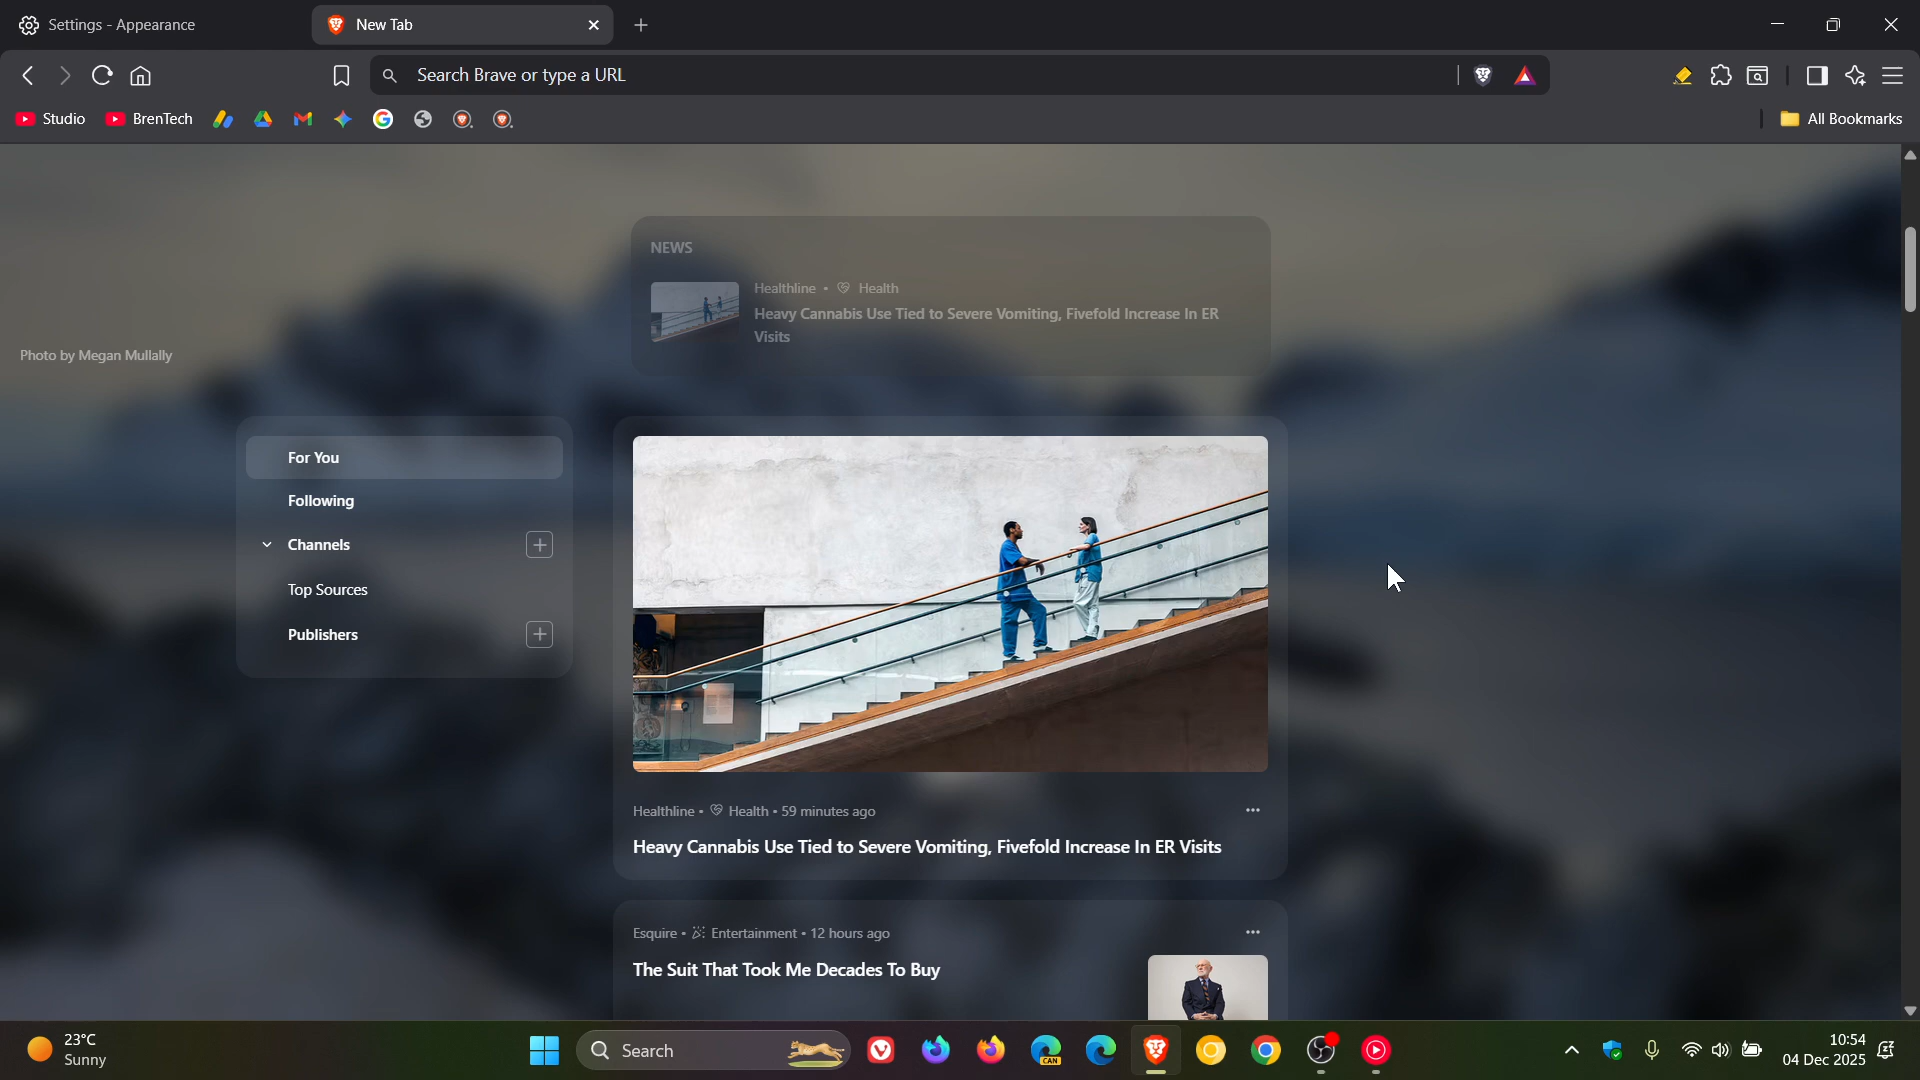 Settings - Appearance
New Tab
Search Brave or type a URL
Studio
BrenTech
All Bookmarks
NEWS
Healthline • Health
Heavy Cannabis Use Tied to Severe Vomiting, Fivefold Increase In ER
Visits
Photo by Megan Mullally
For You
Following
Channels
Top Sources
Publishers
Healthline • Health • 59 minutes ago
Heavy Cannabis Use Tied to Severe Vomiting, Fivefold Increase In ER Visits
Esquire • Entertainment • 12 hours ago
The Suit That Took Me Decades To Buy
23°C
Sunny
Search
CAN
10:54
04 Dec 2025